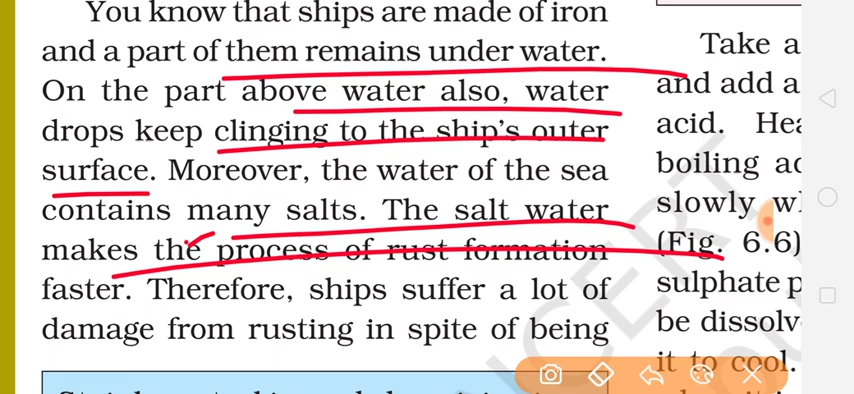 You know that ships are made of iron
and a part of them remains under water.
On the part above water also, water
drops keep clinging to the ship's outer
surface. Moreover, the water of the sea
contains many salts. The salt water
makes the process of rust formation
faster. Therefore, ships suffer a lot of
damage from rusting in spite of being
Take a
and add a
acid.
boiling
slowly
(Fig. 6.6)
sulphate
be
it to cool.
NCERT